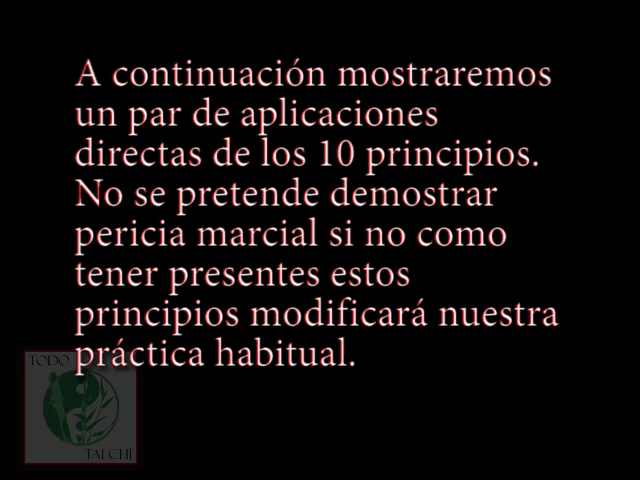 A continuación mostraremos
un par de aplicaciones
directas de los 10 principios.
No se pretende demostrar
pericia marcial si no como
tener presentes estos
principios modificará nuestra
práctica habitual.
TODO
TAI CHI